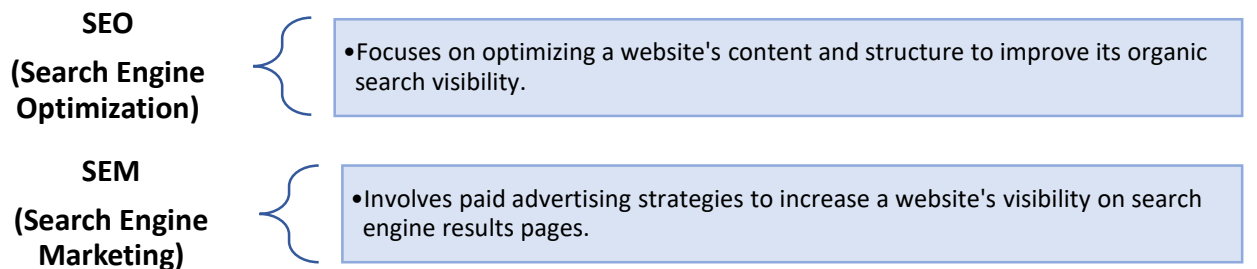 SEO
(Search Engine
Optimization)
•Focuses on optimizing a website's content and structure to improve its organic
search visibility.
SEM
(Search Engine
Marketing)
•Involves paid advertising strategies to increase a website's visibility on search
engine results pages.